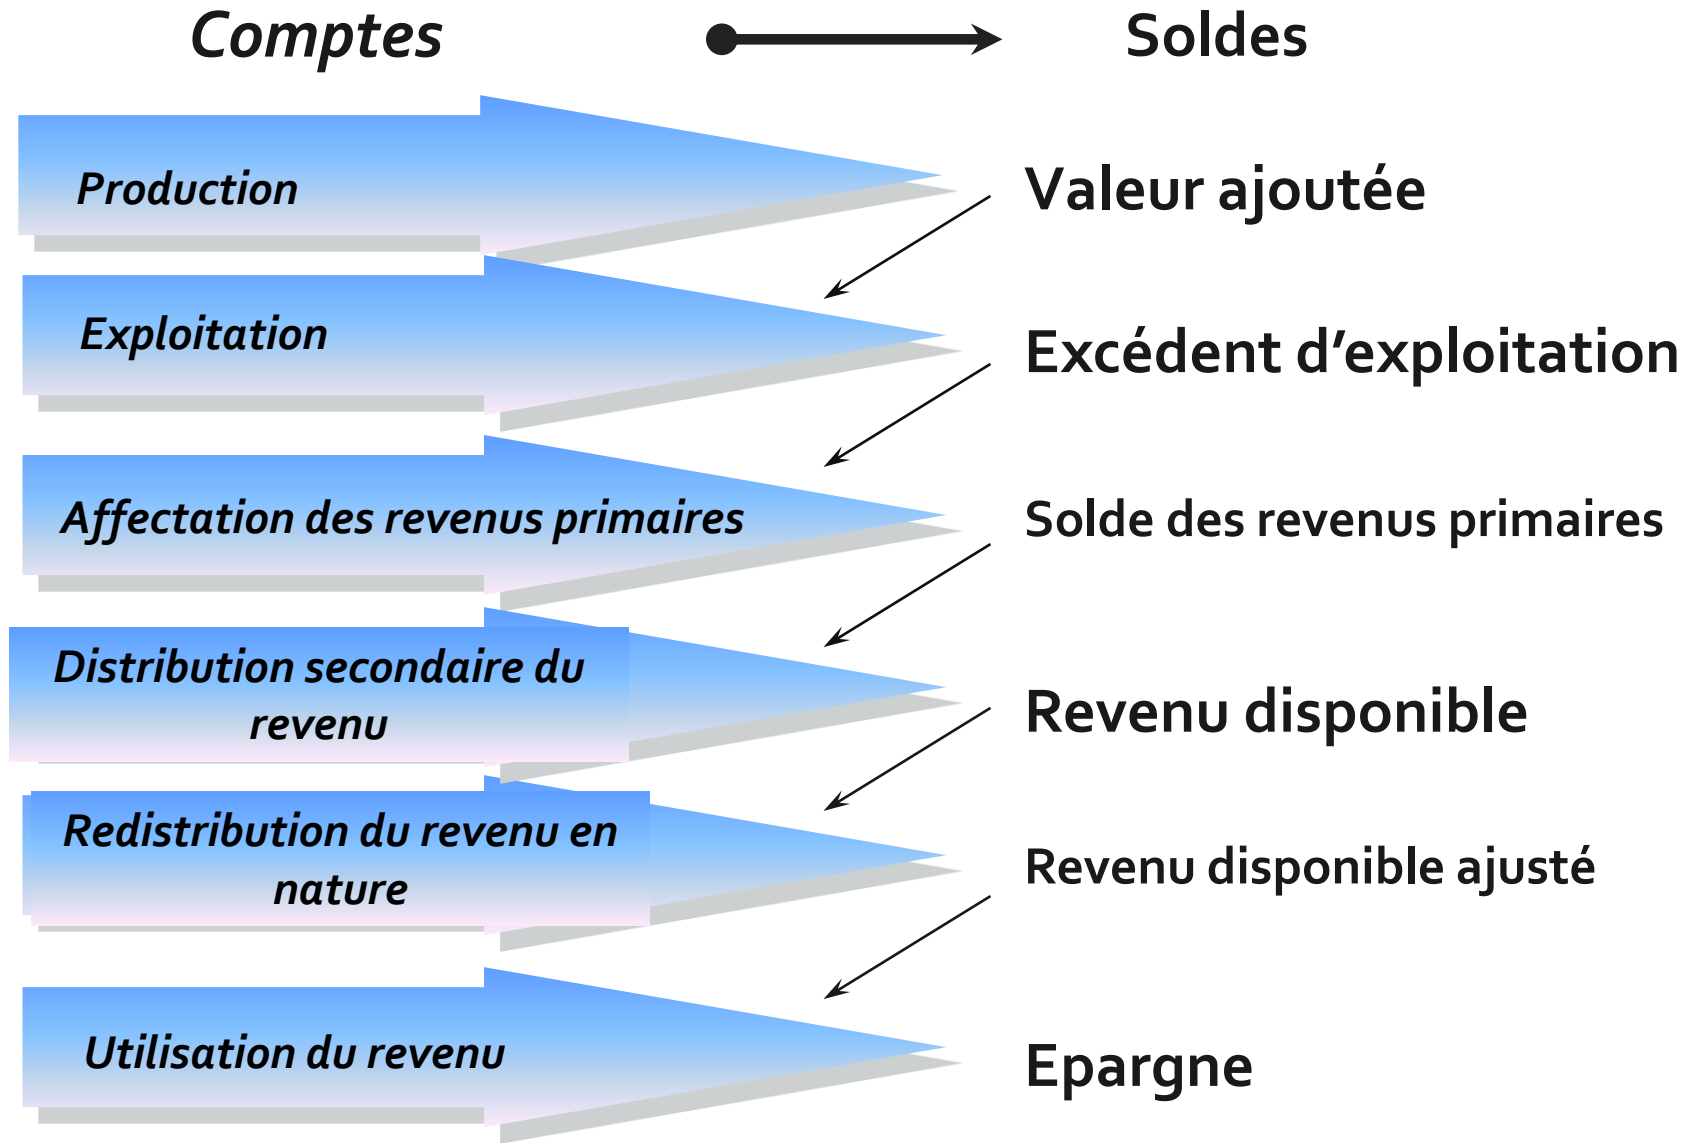 Comptes
Soldes
Production
Valeur ajoutée
Exploitation
Excédent d’exploitation
Affectation des revenus primaires
Solde des revenus primaires
Distribution secondaire du
revenu
Revenu disponible
Redistribution du revenu en
nature
Revenu disponible ajusté
Utilisation du revenu
Epargne